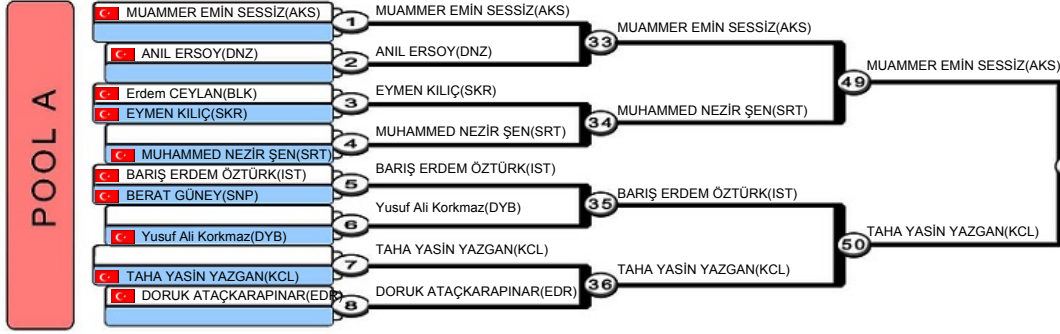 POOL A
MUAMMER EMİN SESSİZ(AKS)
1
MUAMMER EMİN SESSİZ(AKS)
ANIL ERSOY(DNZ)
2
ANIL ERSOY(DNZ)
33
MUAMMER EMİN SESSİZ(AKS)
Erdem CEYLAN(BLK)
EYMEN KILIÇ(SKR)
3
EYMEN KILIÇ(SKR)
MUHAMMED NEZİR ŞEN(SRT)
4
MUHAMMED NEZİR ŞEN(SRT)
34
MUHAMMED NEZİR ŞEN(SRT)
49
MUAMMER EMİN SESSİZ(AKS)
BARIŞ ERDEM ÖZTÜRK(IST)
BERAT GÜNEY(SNP)
5
BARIŞ ERDEM ÖZTÜRK(IST)
Yusuf Ali Korkmaz(DYB)
6
Yusuf Ali Korkmaz(DYB)
35
BARIŞ ERDEM ÖZTÜRK(IST)
TAHA YASİN YAZGAN(KCL)
7
TAHA YASİN YAZGAN(KCL)
DORUK ATAÇKARAPINAR(EDR)
8
DORUK ATAÇKARAPINAR(EDR)
36
TAHA YASİN YAZGAN(KCL)
50
TAHA YASİN YAZGAN(KCL)